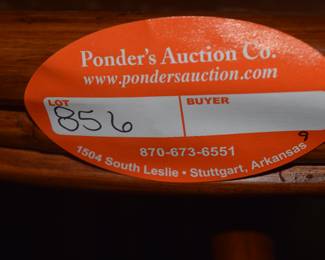 Ponder's Auction Co.
www.pondersauction.com
LOT BUYER
856
9
870-673-6551
1504 South Leslie • Stuttgart, Arkansas